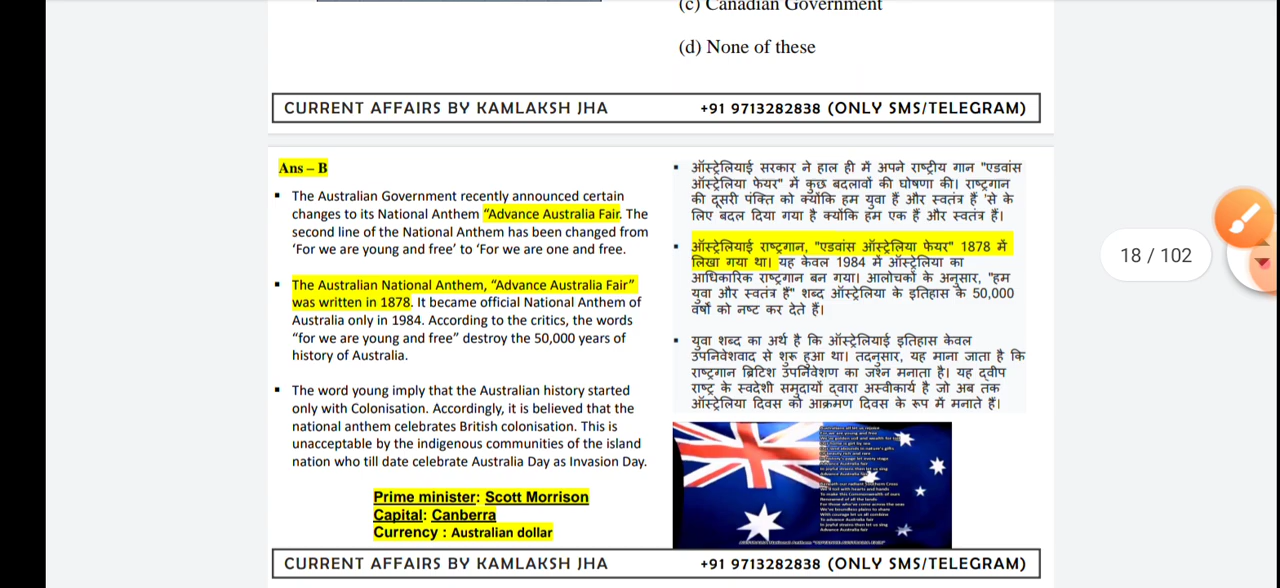 (c) Canadian Government
(d) None of these
CURRENT AFFAIRS BY KAMLAKSH JHA
+91 9713282838 (ONLY SMS/TELEGRAM)
Ans – B
▪ The Australian Government recently announced certain
changes to its National Anthem “Advance Australia Fair. The
second line of the National Anthem has been changed from
‘For we are young and free’ to ‘For we are one and free.
▪ The Australian National Anthem, “Advance Australia Fair”
was written in 1878. It became official National Anthem of
Australia only in 1984. According to the critics, the words
“for we are young and free” destroy the 50,000 years of
history of Australia.
▪ The word young imply that the Australian history started
only with Colonisation. Accordingly, it is believed that the
national anthem celebrates British colonisation. This is
unacceptable by the indigenous communities of the island
nation who till date celebrate Australia Day as Invasion Day.
Prime minister: Scott Morrison
Capital: Canberra
Currency : Australian dollar
▪ ऑस्ट्रेलियाई सरकार ने हाल ही में अपने राष्ट्रीय गान "एडवांस
ऑस्ट्रेलिया फेयर" में कुछ बदलावों की घोषणा की। राष्ट्रगान
की दूसरी पंक्ति को क्योंकि हम युवा हैं और स्वतंत्र हैं 'से के
लिए बदल दिया गया है क्योंकि हम एक हैं और स्वतंत्र हैं।
▪ ऑस्ट्रेलियाई राष्ट्रगान, "एडवांस ऑस्ट्रेलिया फेयर" 1878 में
लिखा गया था। यह केवल 1984 में ऑस्ट्रेलिया का
आधिकारिक राष्ट्रगान बन गया। आलोचकों के अनुसार, "हम
युवा और स्वतंत्र हैं" शब्द ऑस्ट्रेलिया के इतिहास के 50,000
वर्षों को नष्ट कर देते हैं।
▪ युवा शब्द का अर्थ है कि ऑस्ट्रेलियाई इतिहास केवल
उपनिवेशवाद से शुरू हुआ था। तदनुसार, यह माना जाता है कि
राष्ट्रगान ब्रिटिश उपनिवेशण का जश्न मनाता है। यह द्वीप
राष्ट्र के स्वदेशी समुदायों द्वारा अस्वीकार्य है जो अब तक
ऑस्ट्रेलिया दिवस को आक्रमण दिवस के रूप में मनाते हैं।
CURRENT AFFAIRS BY KAMLAKSH JHA
+91 9713282838 (ONLY SMS/TELEGRAM)
18 / 102